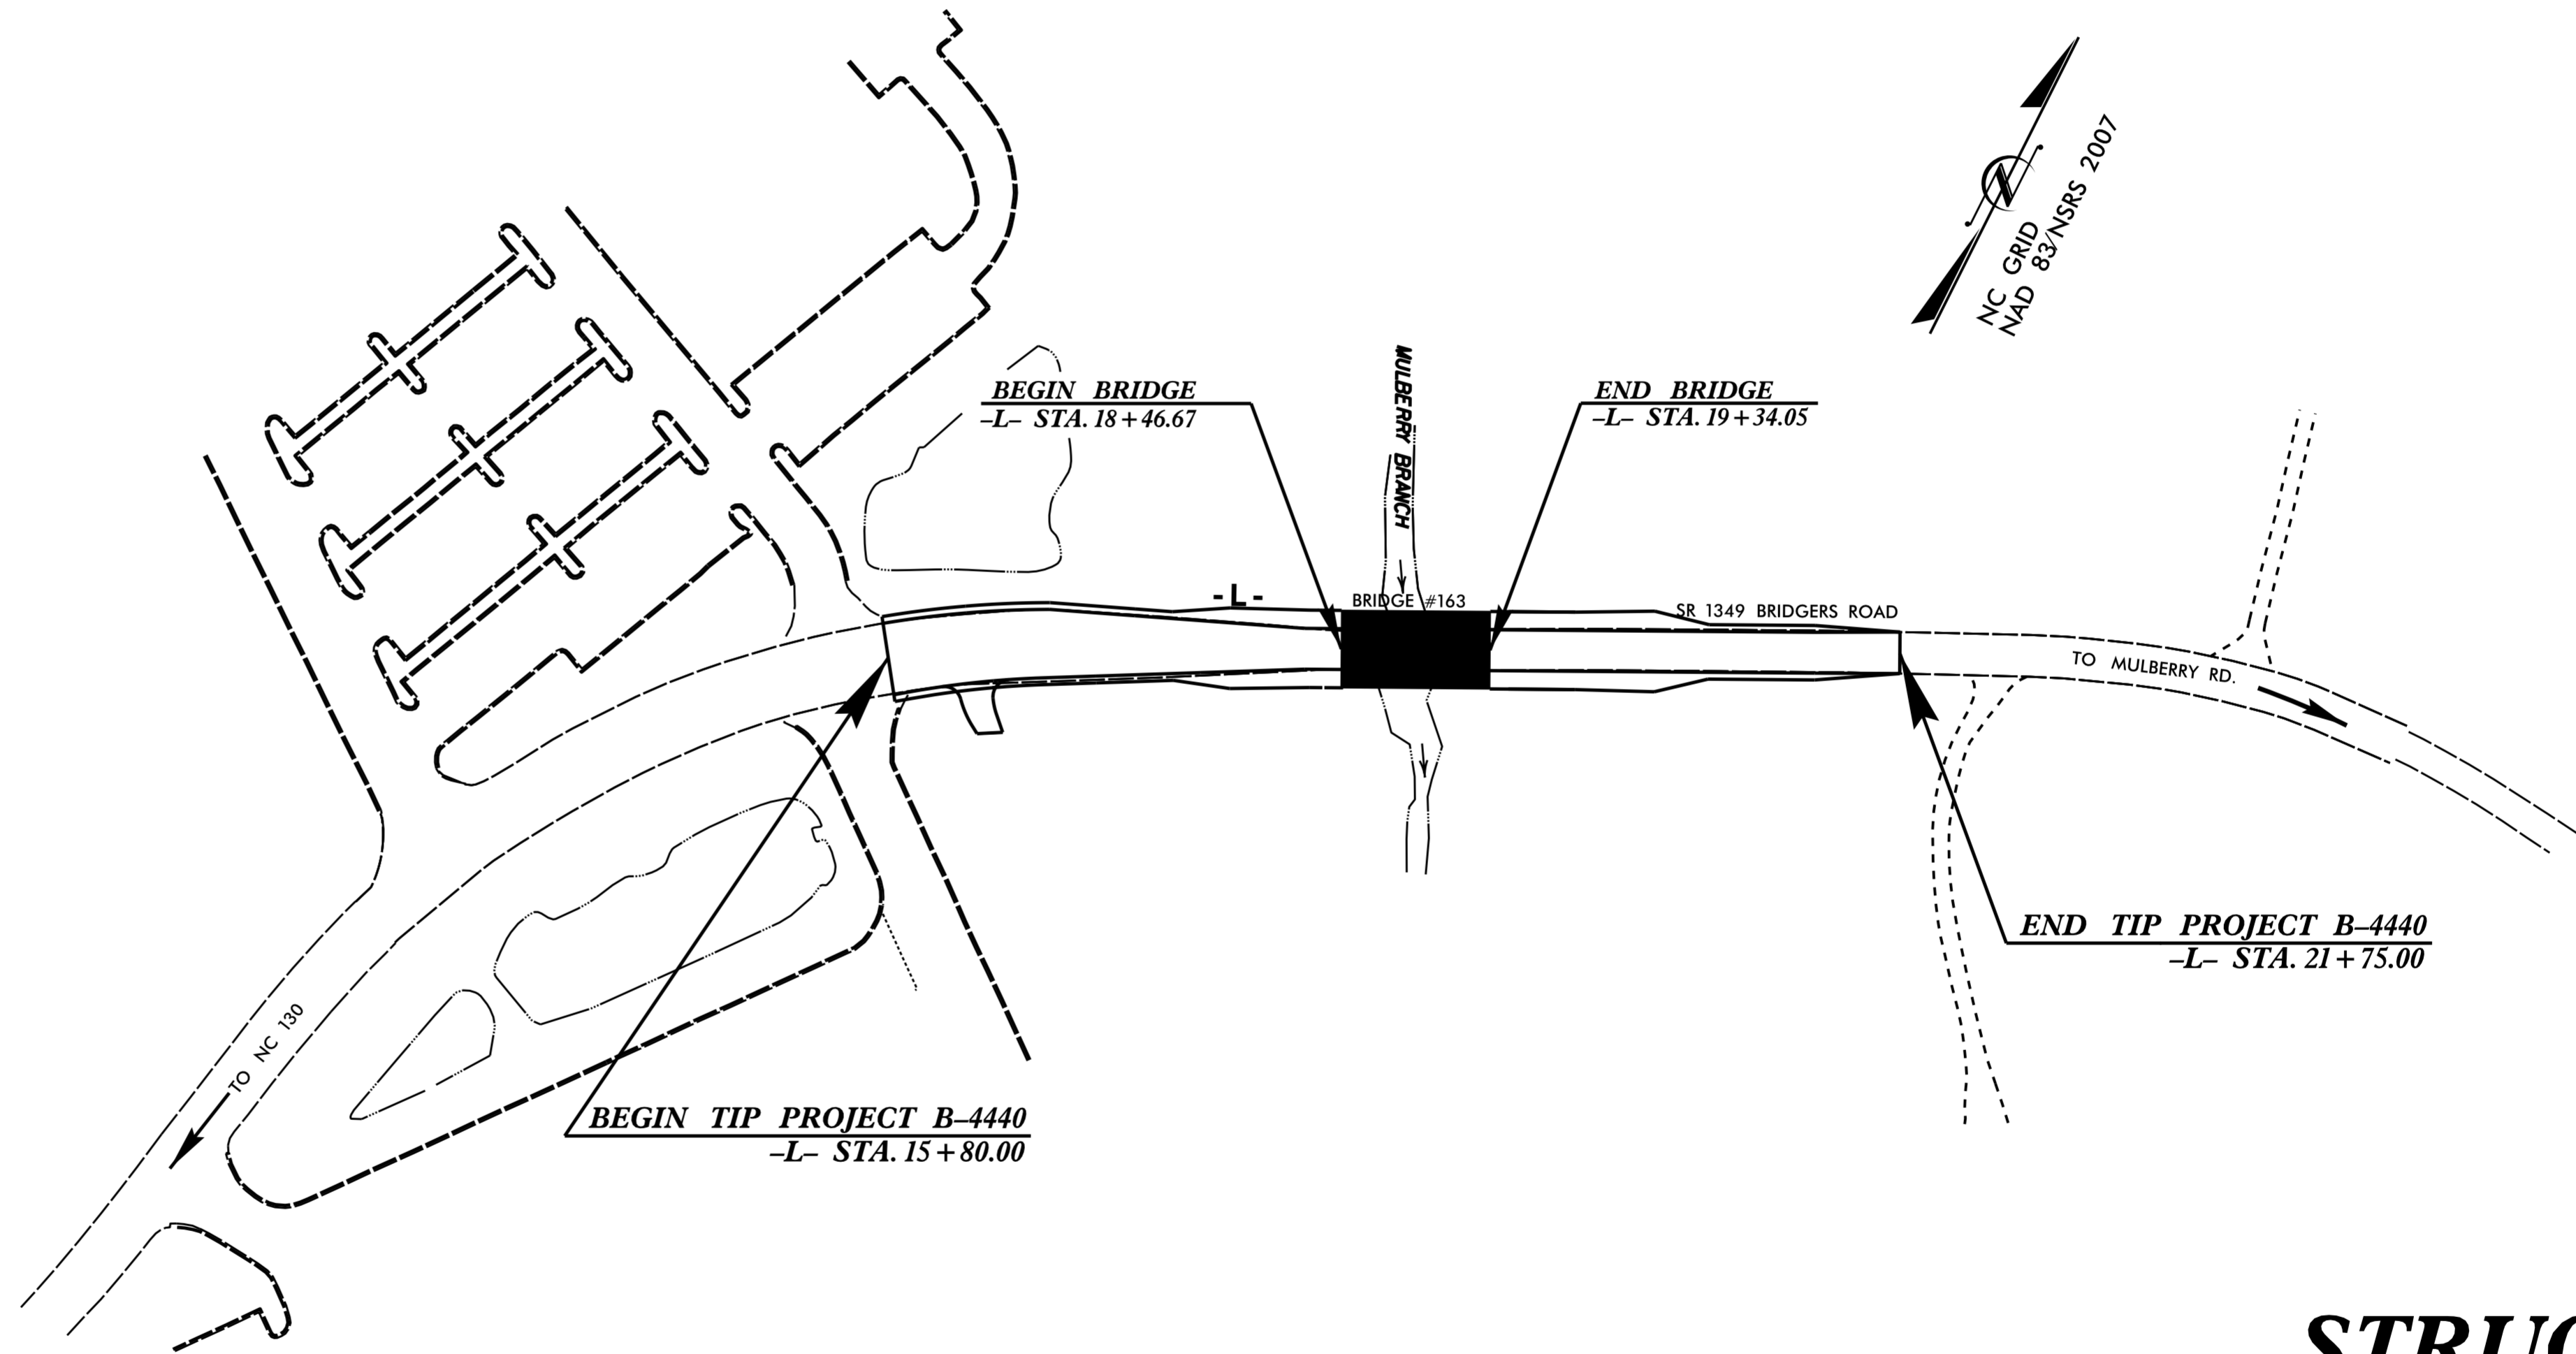 NC GRID
NAD 83/NSRS 2007
MULBERRY BRANCH
BEGIN BRIDGE
–L– STA. 18+46.67
END BRIDGE
–L– STA. 19+34.05
-L-
BRIDGE #163
SR 1349 BRIDGERS ROAD
TO MULBERRY RD.
END TIP PROJECT B–4440
–L– STA. 21+75.00
TO NC 130
BEGIN TIP PROJECT B–4440
–L– STA. 15+80.00